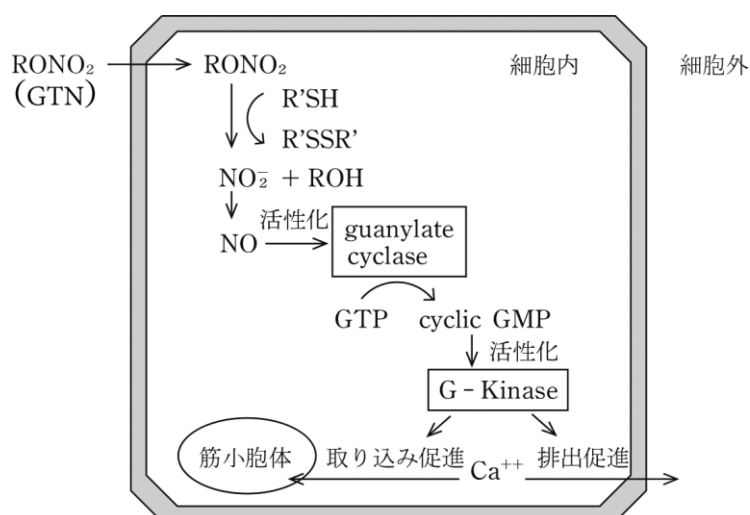 RONO₂
(GTN)
RONO₂
細胞内
細胞外
R'SH
R'SSR'
NO₂⁻ + ROH
NO
活性化
guanylate
cyclase
GTP
cyclic GMP
活性化
G - Kinase
筋小胞体
取り込み促進
Ca⁺⁺
排出促進